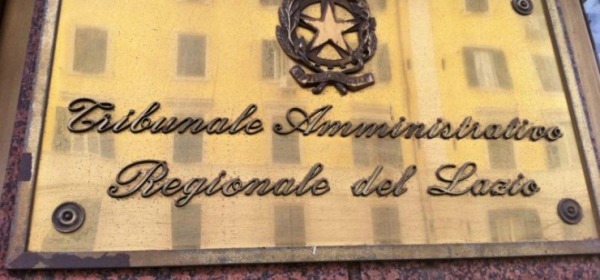 Tribunale Amministrativo
Regionale del Lazio